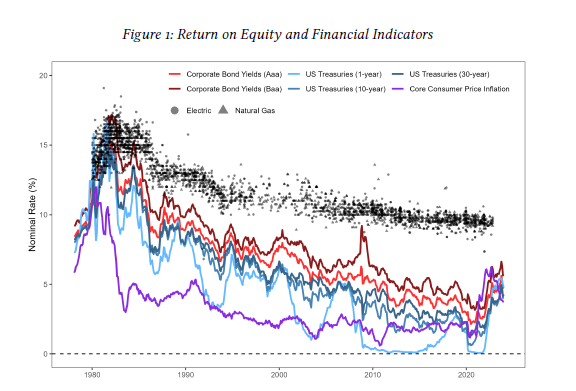 Figure 1: Return on Equity and Financial Indicators
Corporate Bond Yields (Aaa) US Treasuries (1-year) US Treasuries (30-year)
Corporate Bond Yields (Baa) US Treasuries (10-year) Core Consumer Price Inflation
Electric Natural Gas
Nominal Rate (%)
20
15
10
5
0
1980 1990 2000 2010 2020